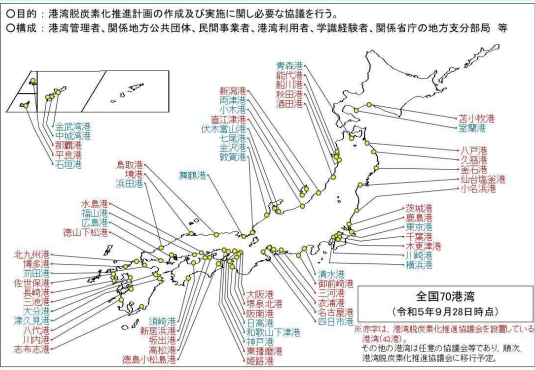 〇目的：港湾脱炭素化推進計画の作成及び実施に関し必要な協議を行う。
〇構成：港湾管理者、関係地方公共団体、民間事業者、港湾利用者、学識経験者、関係省庁の地方支分部局　等
金武湾港
中城湾港
那覇港
平良港
石垣港
青森港
能代港
船川港
秋田港
酒田港
新潟港
両津港
小木港
直江津港
伏木富山港
七尾港
金沢港
敦賀港
舞鶴港
鳥取港
境港
浜田港
水島港
福山港
広島港
徳山下松港
苫小牧港
室蘭港
八戸港
久慈港
釜石港
仙台塩釜港
小名浜港
茨城港
鹿島港
東京港
千葉港
木更津港
川崎港
横浜港
北九州港
博多港
苅田港
佐世保港
長崎港
三池港
大分港
津久見港
八代港
川内港
志布志港
須崎港
新居浜港
坂出港
高松港
徳島小松島港
大阪港
堺泉北港
阪南港
日高港
和歌山下津港
神戸港
東播磨港
姫路港
清水港
御前崎港
三河港
衣浦港
名古屋港
四日市港
全国70港湾
（令和5年9月28日時点）
※赤字は、港湾脱炭素化推進協議会を設置している
港湾(43港)。
その他の港湾は任意の協議会等であり、順次、
港湾脱炭素化推進協議会に移行予定。